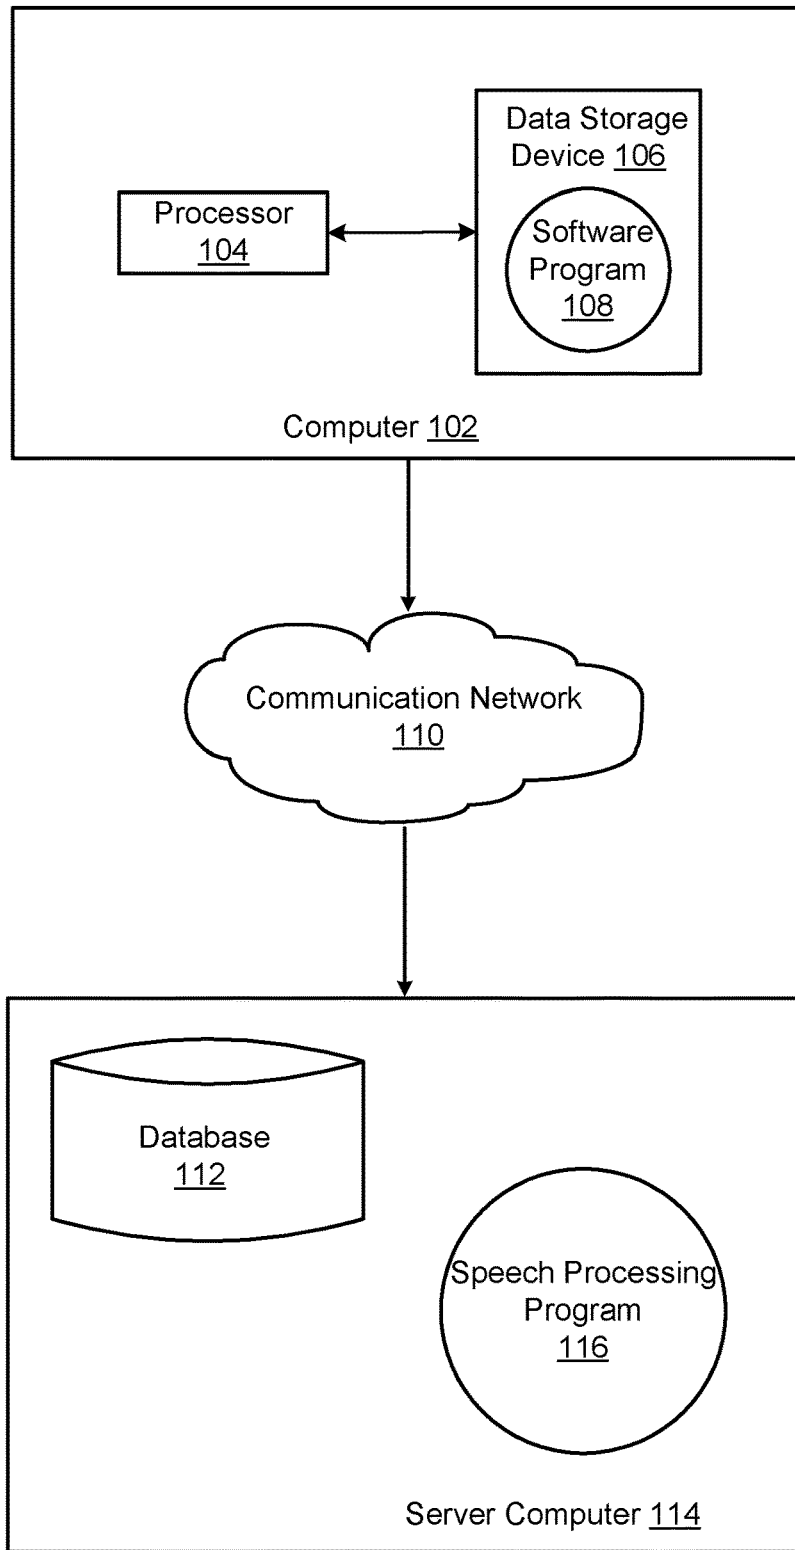 Data Storage
Device 106
Processor
104
Software
Program
108
Computer 102
Communication Network
110
Database
112
Speech Processing
Program
116
Server Computer 114